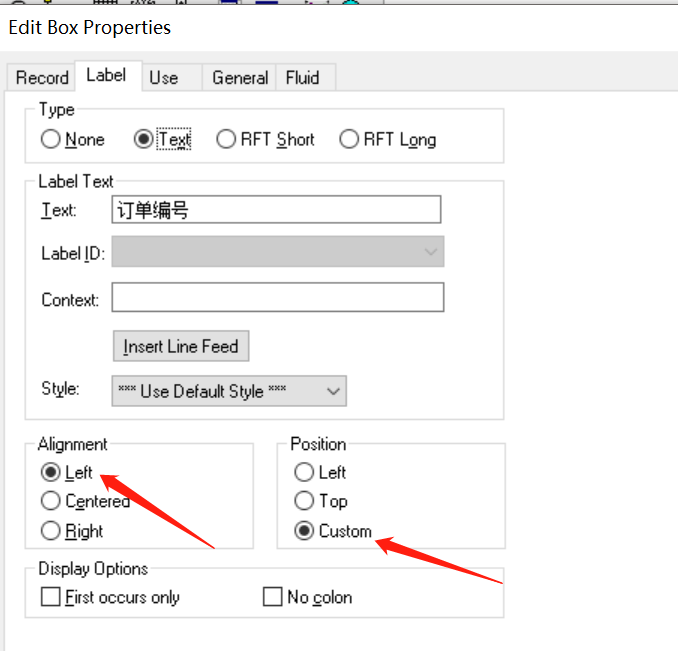 Edit Box Properties
Record Label Use General Fluid
Type
None Text RFT Short RFT Long
Label Text
Text: 订单编号
Label ID:
Context:
Insert Line Feed
Style: *** Use Default Style ***
Alignment
Left
Centered
Right
Position
Left
Top
Custom
Display Options
First occurs only No colon